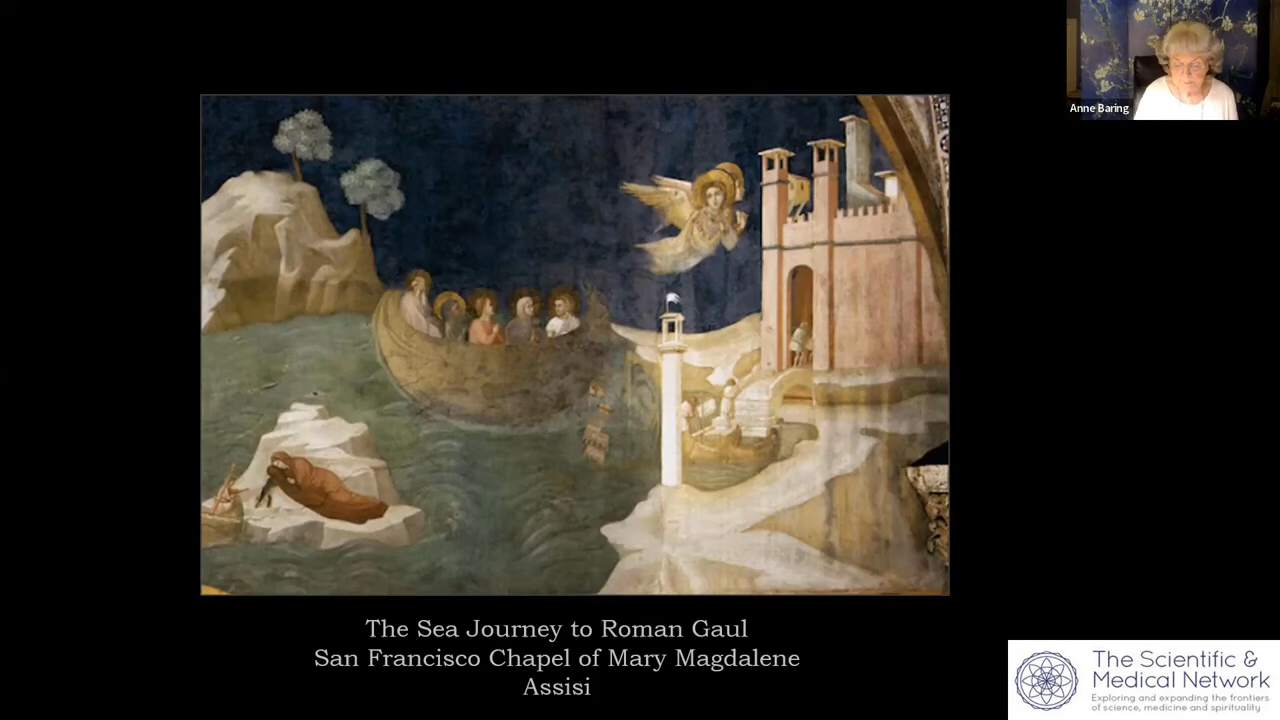 Anne Baring
The Sea Journey to Roman Gaul
San Francisco Chapel of Mary Magdalene
Assisi
The Scientific &
Medical Network
Exploring and expanding the frontiers
of science, medicine and spirituality